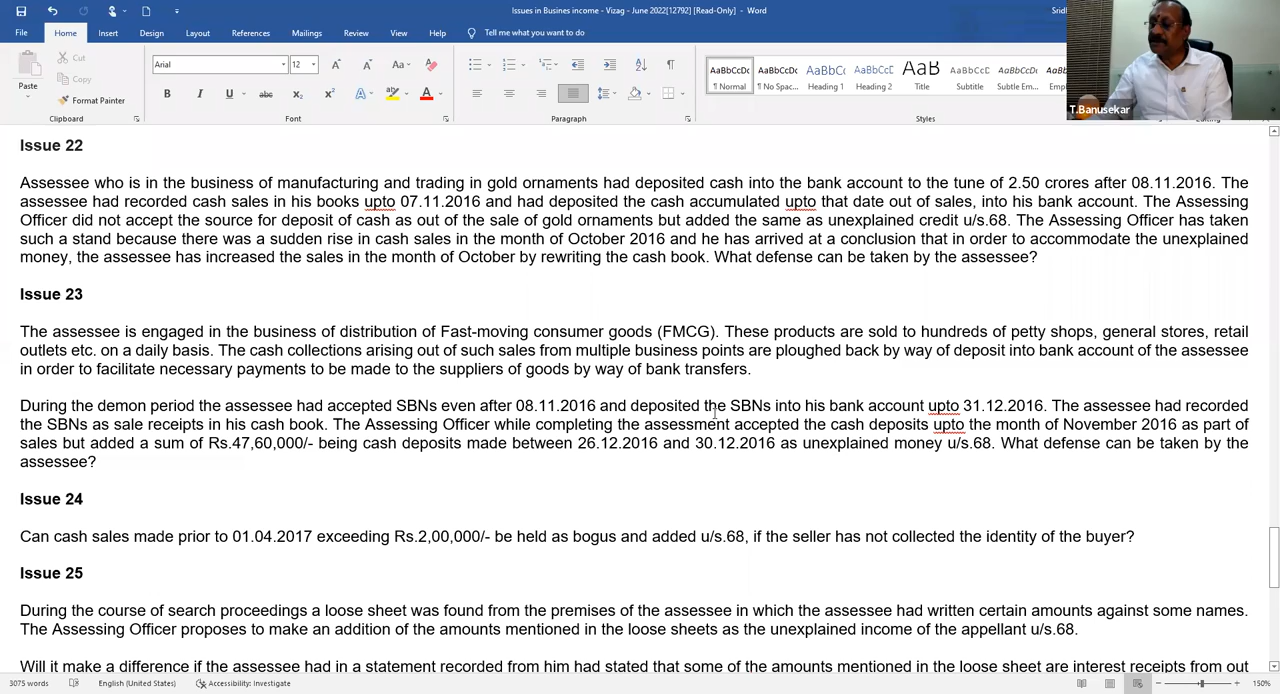 Issues in Busines income - Vizag - June 2022[12792] [Read-Only] - Word
File Home Insert Design Layout References Mailings Review View Help Tell me what you want to do
Paste
Cut
Copy
Format Painter
Arial 12
AaBbCcDc AaBbCcDc AaBbCc AaBbCcD AaB AaBbCcD
¶ Normal ¶ No Spac... Heading 1 Heading 2 Title Subtitle Subtle Em...
Clipboard Font Paragraph Styles
T.Banusekar
Issue 22
Assessee who is in the business of manufacturing and trading in gold ornaments had deposited cash into the bank account to the tune of 2.50 crores after 08.11.2016. The
assessee had recorded cash sales in his books upto 07.11.2016 and had deposited the cash accumulated upto that date out of sales, into his bank account. The Assessing
Officer did not accept the source for deposit of cash as out of the sale of gold ornaments but added the same as unexplained credit u/s.68. The Assessing Officer has taken
such a stand because there was a sudden rise in cash sales in the month of October 2016 and he has arrived at a conclusion that in order to accommodate the unexplained
money, the assessee has increased the sales in the month of October by rewriting the cash book. What defense can be taken by the assessee?
Issue 23
The assessee is engaged in the business of distribution of Fast-moving consumer goods (FMCG). These products are sold to hundreds of petty shops, general stores, retail
outlets etc. on a daily basis. The cash collections arising out of such sales from multiple business points are ploughed back by way of deposit into bank account of the assessee
in order to facilitate necessary payments to be made to the suppliers of goods by way of bank transfers.
During the demon period the assessee had accepted SBNs even after 08.11.2016 and deposited the SBNs into his bank account upto 31.12.2016. The assessee had recorded
the SBNs as sale receipts in his cash book. The Assessing Officer while completing the assessment accepted the cash deposits upto the month of November 2016 as part of
sales but added a sum of Rs.47,60,000/- being cash deposits made between 26.12.2016 and 30.12.2016 as unexplained money u/s.68. What defense can be taken by the
assessee?
Issue 24
Can cash sales made prior to 01.04.2017 exceeding Rs.2,00,000/- be held as bogus and added u/s.68, if the seller has not collected the identity of the buyer?
Issue 25
During the course of search proceedings a loose sheet was found from the premises of the assessee in which the assessee had written certain amounts against some names.
The Assessing Officer proposes to make an addition of the amounts mentioned in the loose sheets as the unexplained income of the appellant u/s.68.
Will it make a difference if the assessee had in a statement recorded from him had stated that some of the amounts mentioned in the loose sheet are interest receipts from out
3075 words English (United States) Accessibility: Investigate 150%